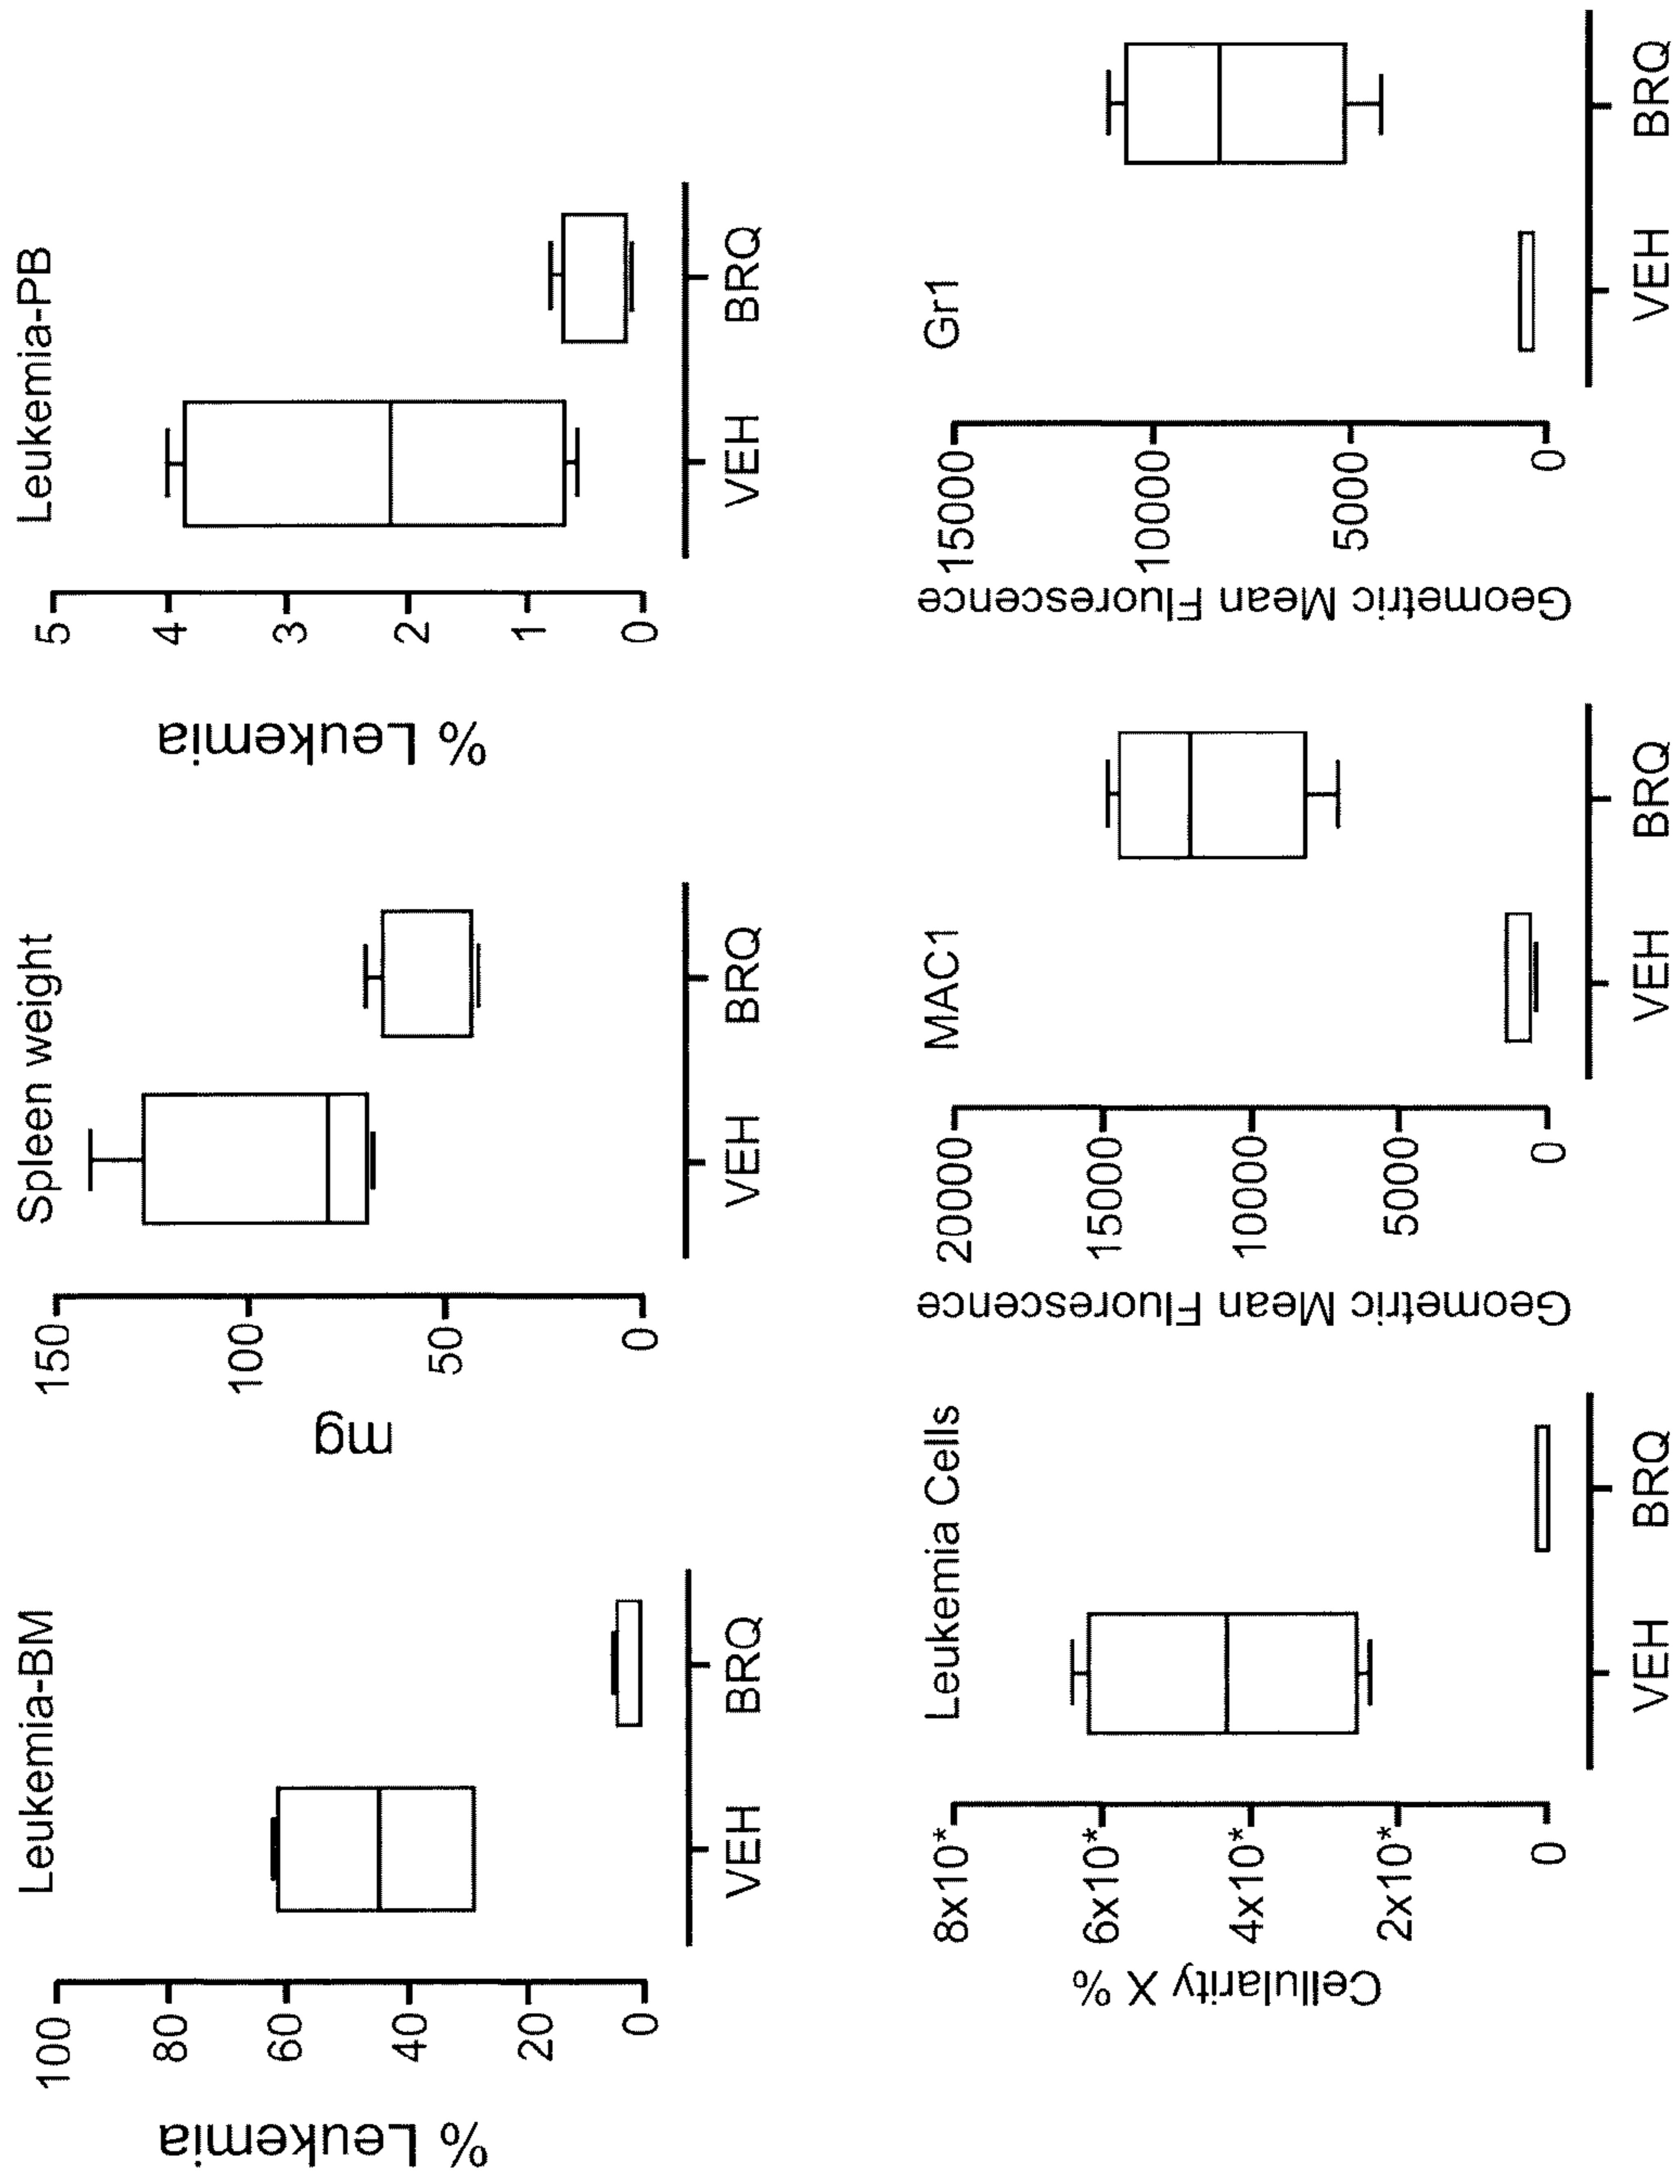 Leukemia-BM
% Leukemia
100
80
60
40
20
0
VEH BRQ
Spleen weight
mg
150
100
50
0
VEH BRQ
Leukemia-PB
% Leukemia
5
4
3
2
1
0
VEH BRQ
Leukemia Cells
Cellularity X %
8x10*
6x10*
4x10*
2x10*
0
VEH BRQ
MAC1
Geometric Mean Fluorescence
20000
15000
10000
5000
0
VEH BRQ
Gr1
Geometric Mean Fluorescence
15000
10000
5000
0
VEH BRQ